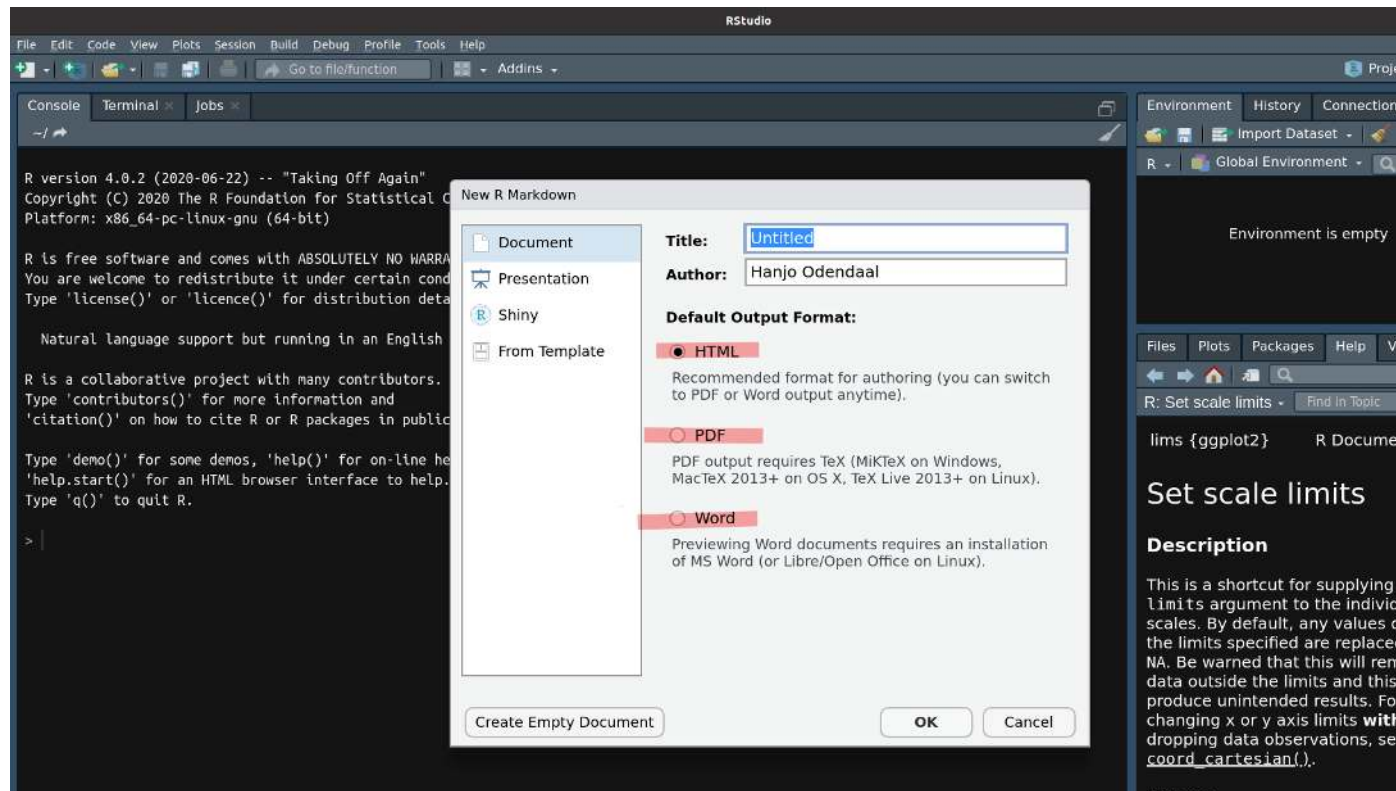 RStudio
File Edit Code View Plots Session Build Debug Profile Tools Help
Go to file/function Addins
Console Terminal Jobs
~/
R version 4.0.2 (2020-06-22) -- "Taking Off Again"
Copyright (C) 2020 The R Foundation for Statistical
Platform: x86_64-pc-linux-gnu (64-bit)
R is free software and comes with ABSOLUTELY NO
You are welcome to redistribute it under certain
Type 'license()' or 'licence()' for distribution
Natural language support but running in an English
R is a collaborative project with many contributors.
Type 'contributors()' for more information and
'citation()' on how to cite R or R packages in
Type 'demo()' for some demos, 'help()' for on-line
'help.start()' for an HTML browser interface to help.
Type 'q()' to quit R.
>
New R Markdown
Document
Presentation
R Shiny
From Template
Title: Untitled
Author: Hanjo Odendaal
Default Output Format:
HTML
Recommended format for authoring (you can switch
to PDF or Word output anytime).
PDF
PDF output requires TeX (MiKTeX on Windows,
MacTeX 2013+ on OS X, TeX Live 2013+ on Linux).
Word
Previewing Word documents requires an installation
of MS Word (or Libre/Open Office on Linux).
Create Empty Document OK Cancel
Environment History
Import Dataset
R Global Environment
Environment is empty
Files Plots Packages Help
R: Set scale limits Find in Topic
lims {ggplot2} R
Set scale limits
Description
This is a shortcut for supplying
limits argument to the
scales. By default, any values
the limits specified are
NA. Be warned that this will
data outside the limits and this
produce unintended results.
changing x or y axis limits
dropping data observations,
coord_cartesian().